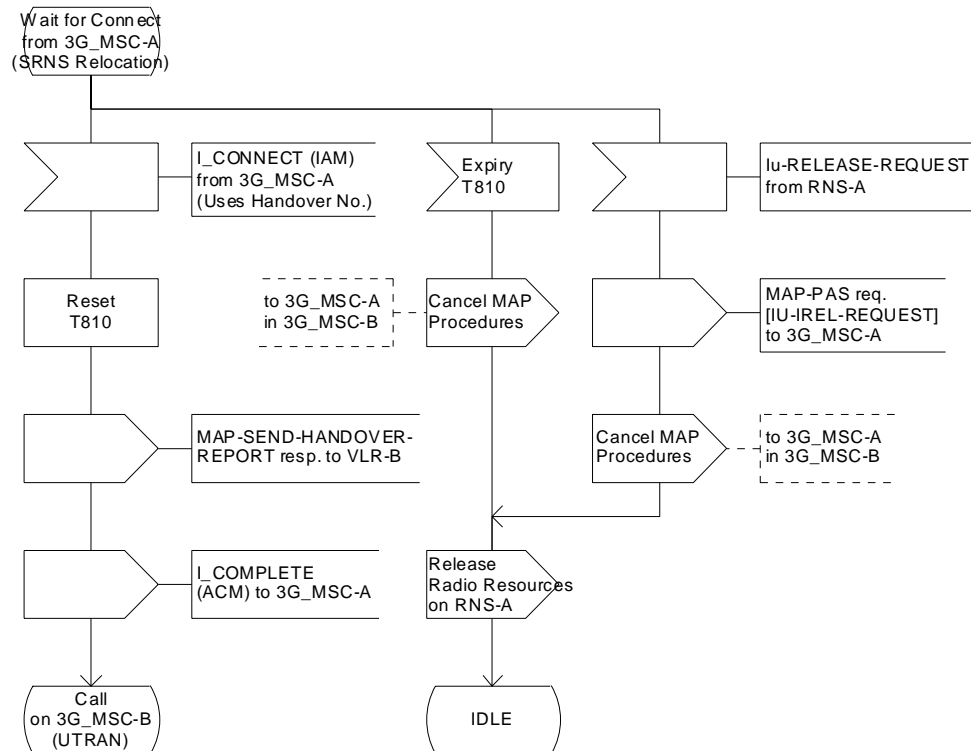 Wait for Connect
from 3G_MSC-A
(SRNS Relocation)
I_CONNECT (IAM)
from 3G_MSC-A
(Uses Handover No.)
Expiry
T810
Iu-RELEASE-REQUEST
from RNS-A
Reset
T810
to 3G_MSC-A
in 3G_MSC-B
Cancel MAP
Procedures
MAP-PAS req.
[IU-IREL-REQUEST]
to 3G_MSC-A
MAP-SEND-HANDOVER-
REPORT resp. to VLR-B
Cancel MAP
Procedures
to 3G_MSC-A
in 3G_MSC-B
I_COMPLETE
(ACM) to 3G_MSC-A
Release
Radio Resources
on RNS-A
Call
on 3G_MSC-B
(UTRAN)
IDLE